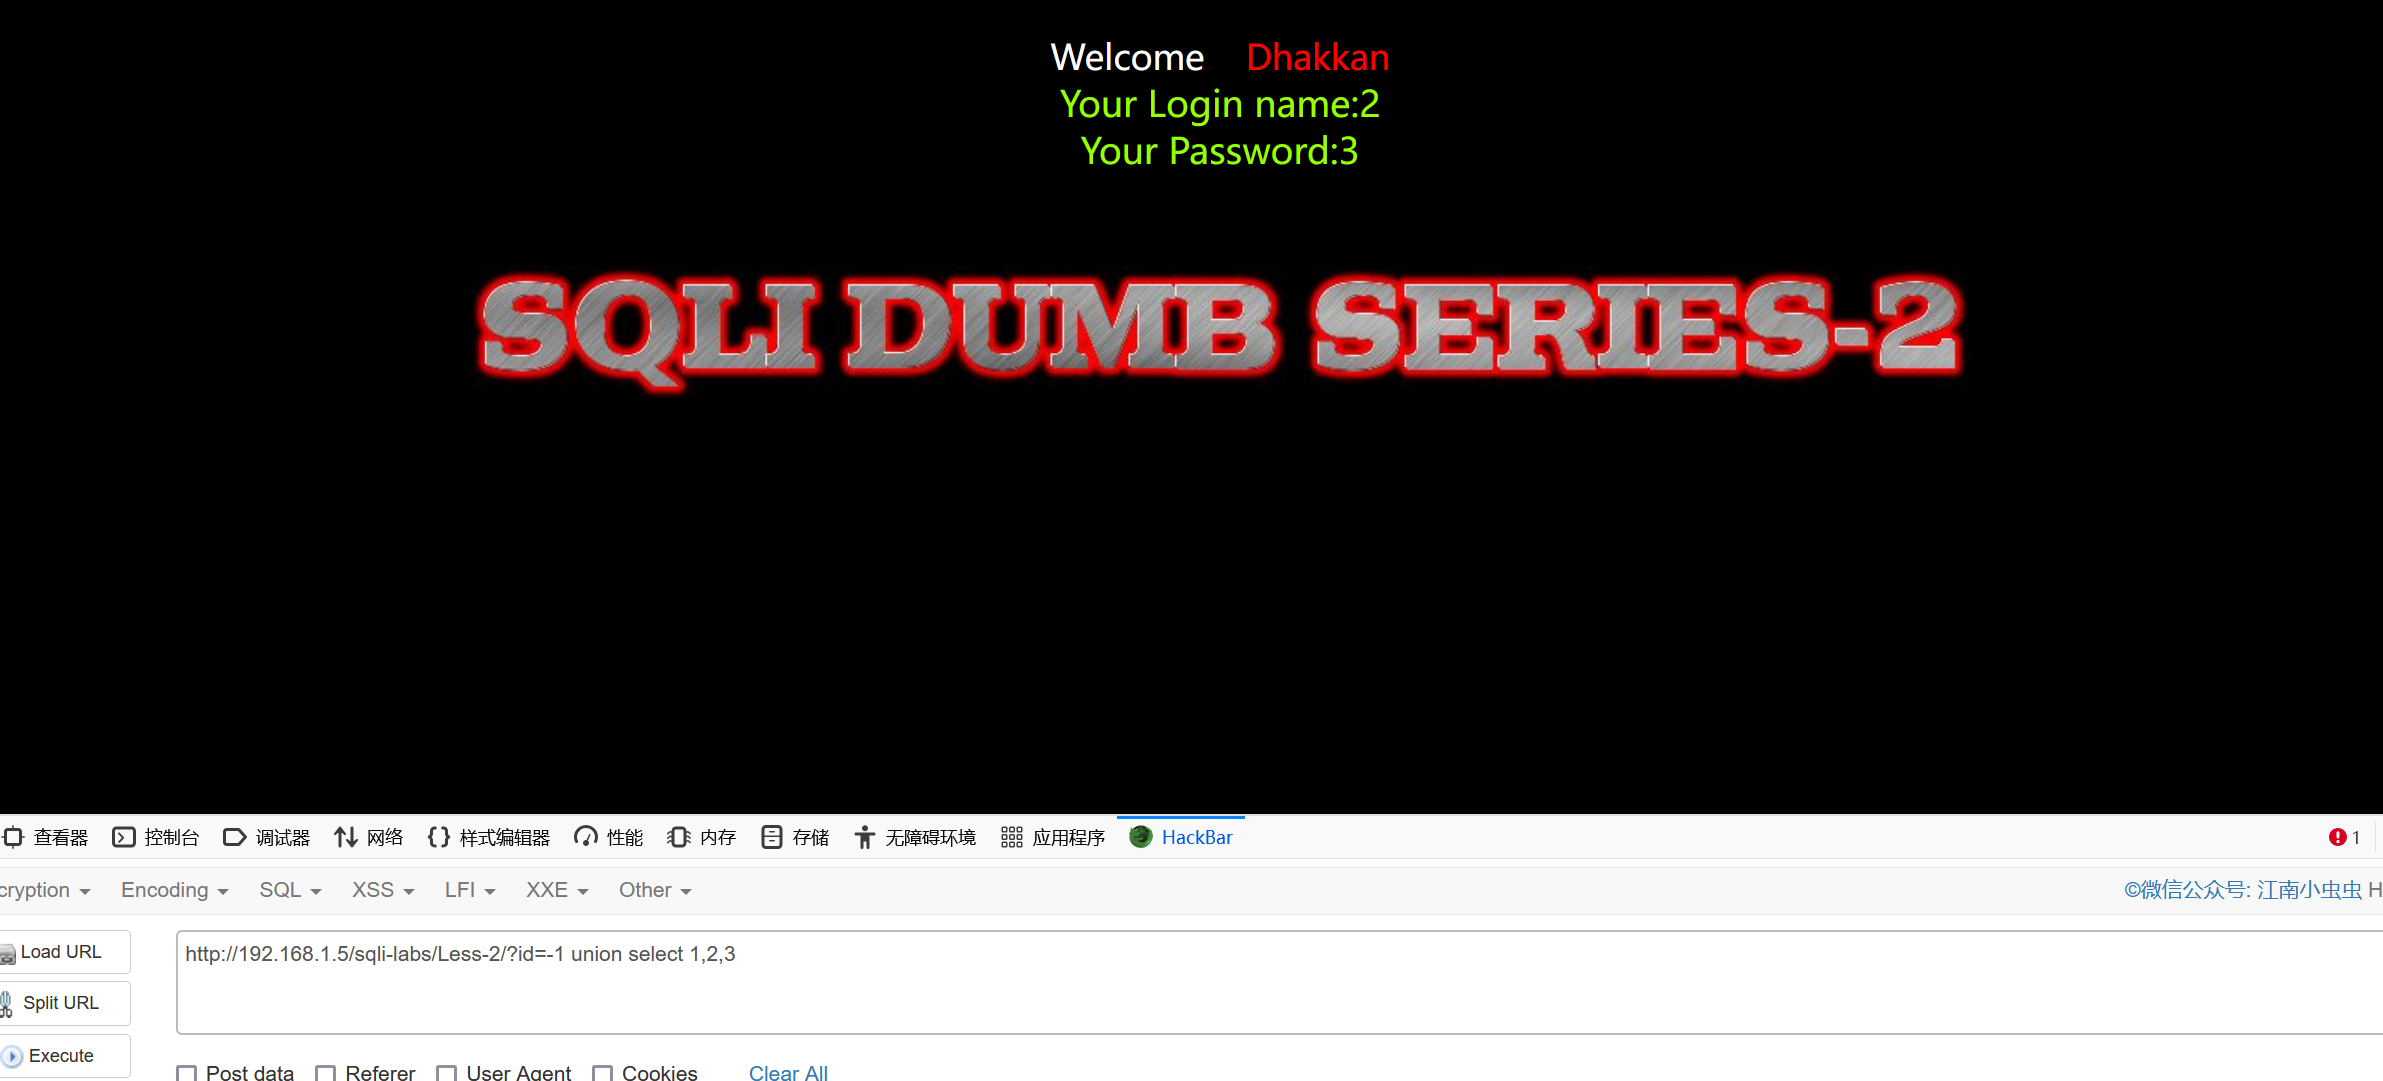 Welcome Dhakkan
Your Login name:2
Your Password:3
SQLI DUMB SERIES-2
查看器 控制台 调试器 网络 {} 样式编辑器 性能 内存 存储 无障碍环境 应用程序 HackBar 1
cryption Encoding SQL XSS LFI XXE Other ©微信公众号: 江南小虫虫 H
Load URL http://192.168.1.5/sqli-labs/Less-2/?id=-1 union select 1,2,3
Split URL
Execute
Post data Referer User Agent Cookies Clear All